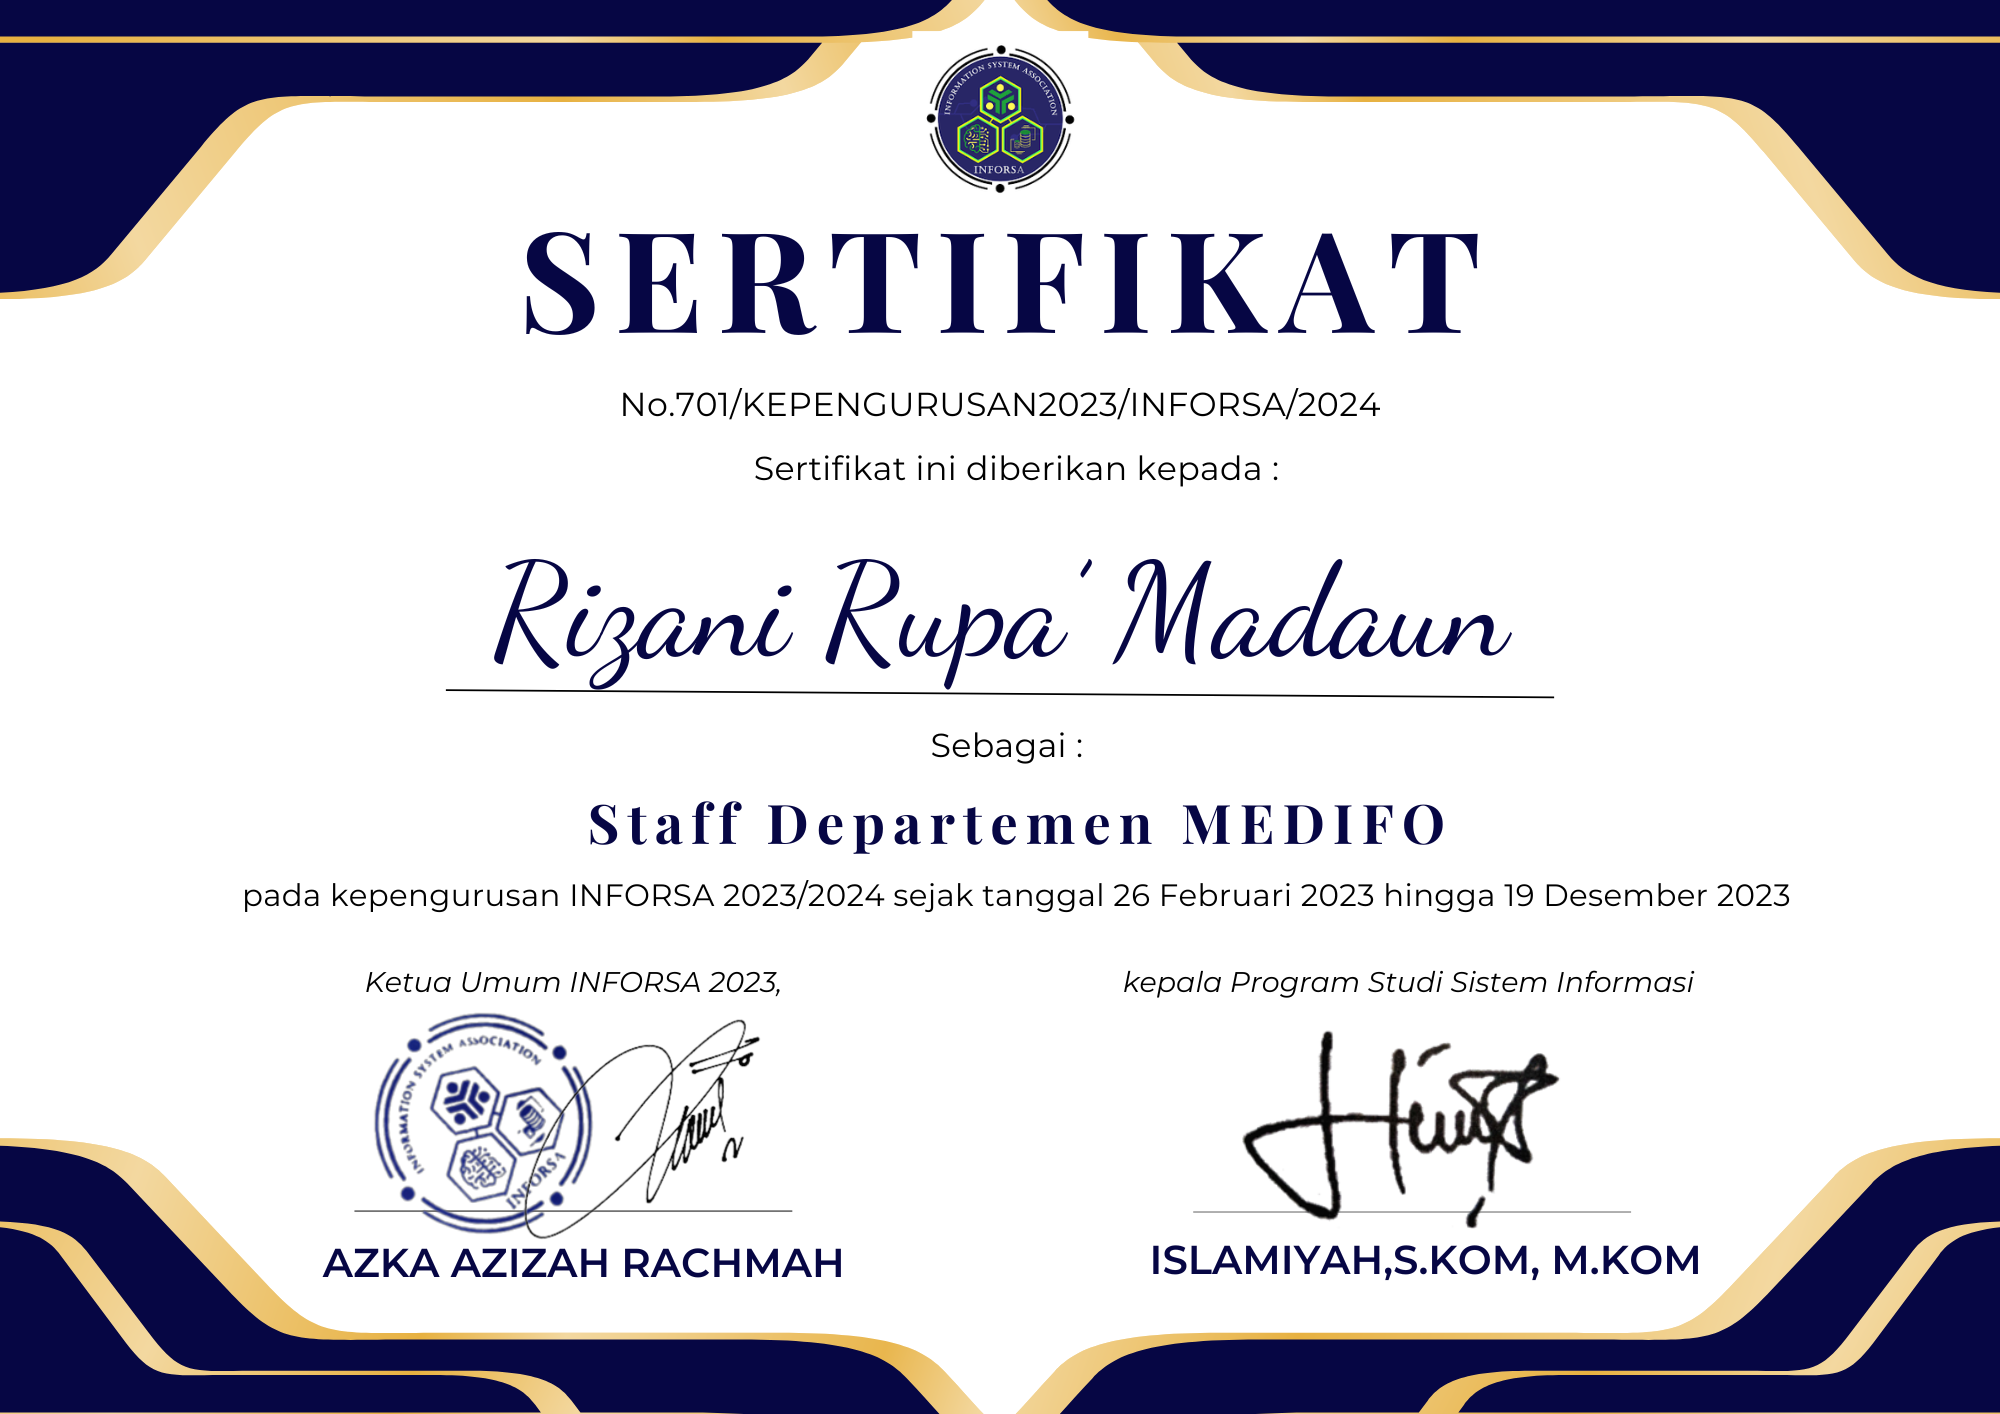 INFORMATION SYSTEM ASSOCIATION
INFORSA
SERTIFIKAT
No.701/KEPENGURUSAN2023/INFORSA/2024
Sertifikat ini diberikan kepada :
Rizani Rupa' Madaun
Sebagai :
Staff Departemen MEDIFO
pada kepengurusan INFORSA 2023/2024 sejak tanggal 26 Februari 2023 hingga 19 Desember 2023
Ketua Umum INFORSA 2023,
kepala Program Studi Sistem Informasi
INFORMATION SYSTEM ASSOCIATION
INFORSA
AZKA AZIZAH RACHMAH
ISLAMIYAH,S.KOM, M.KOM